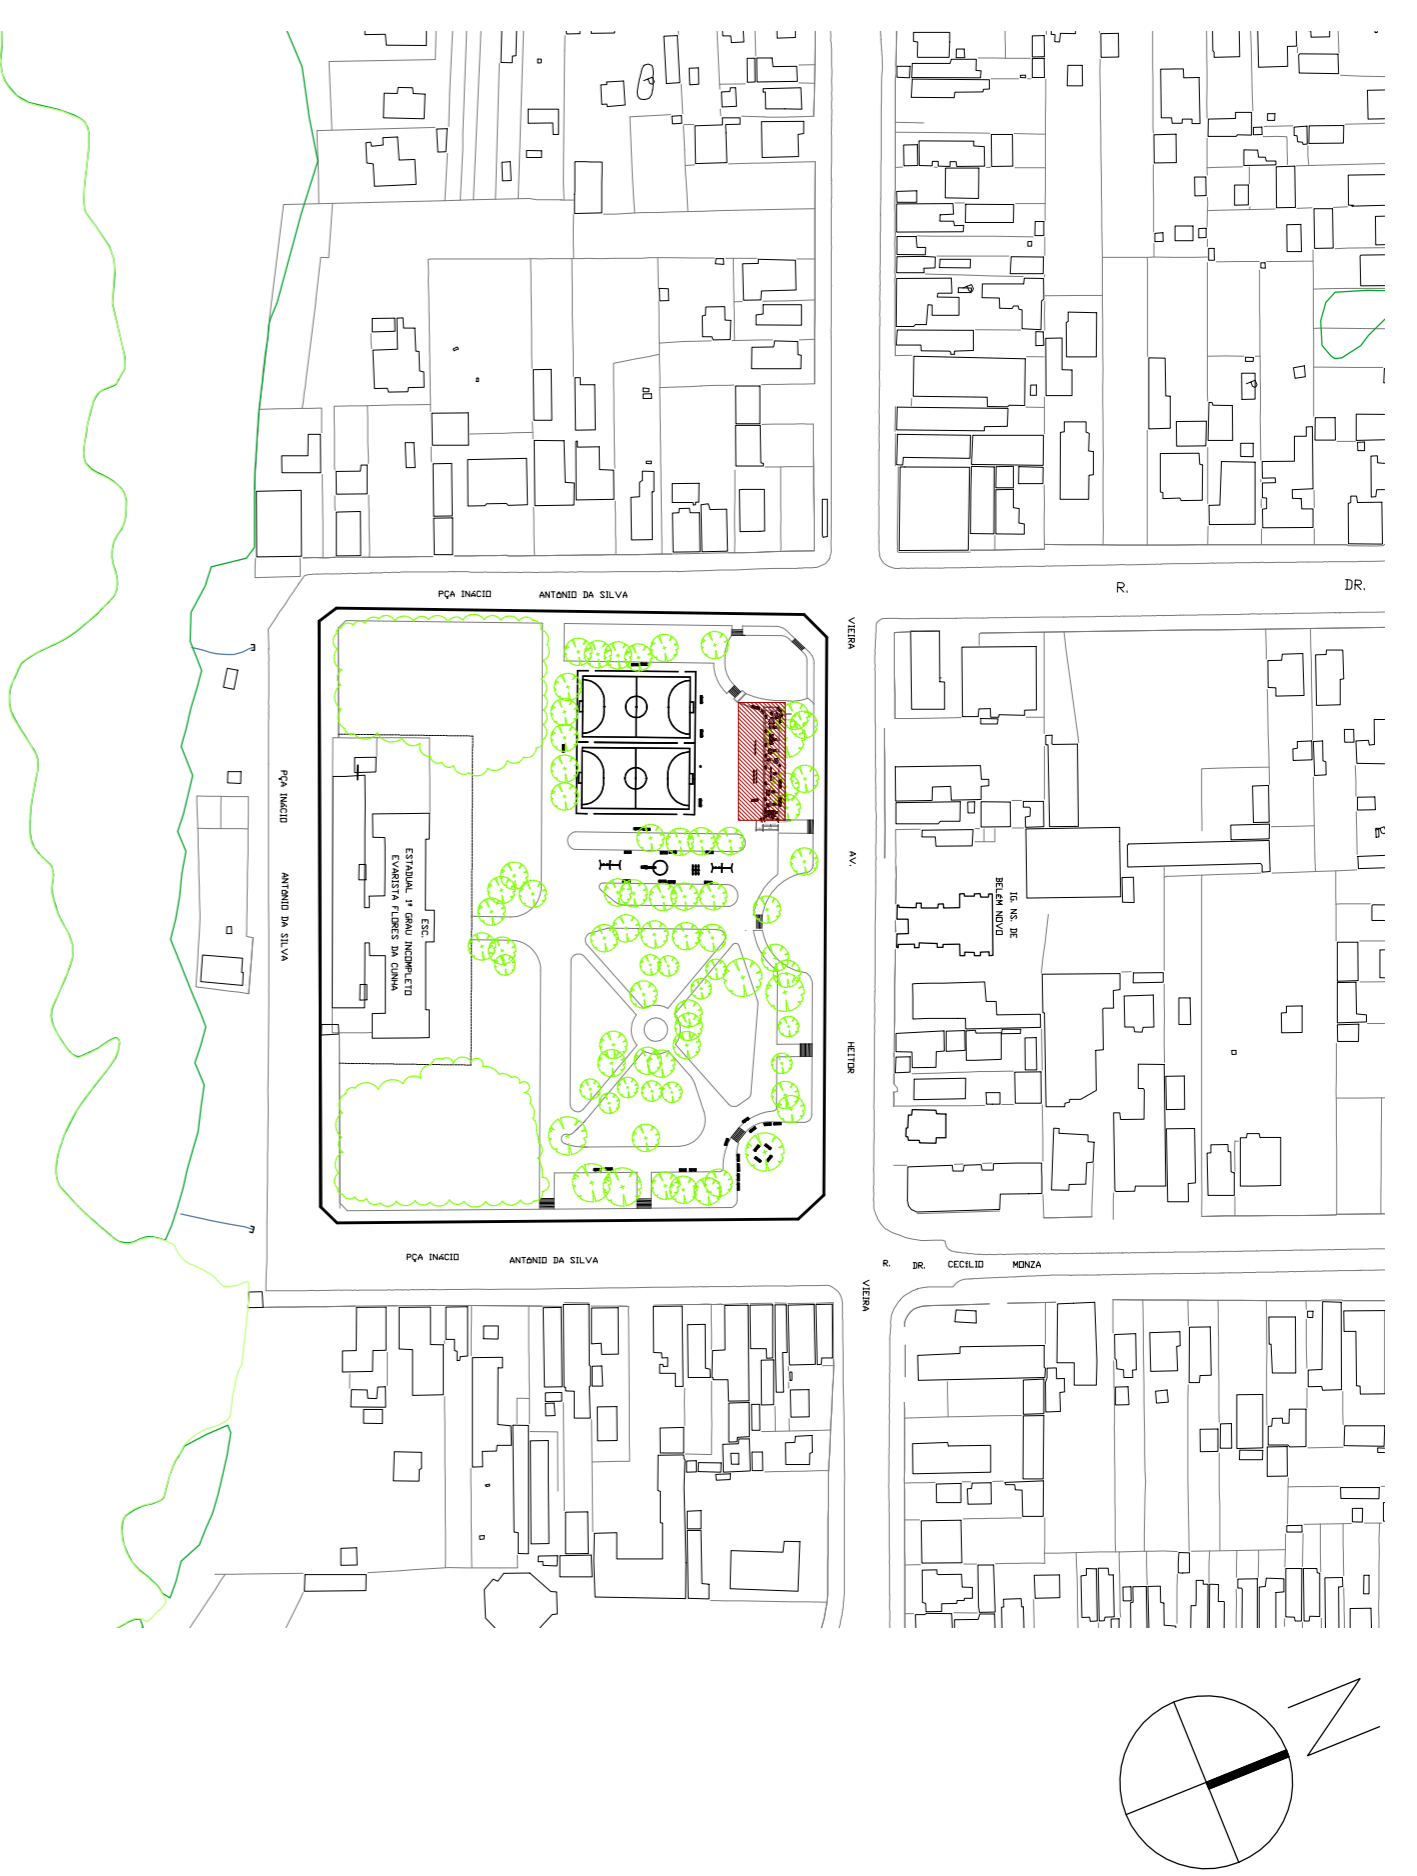 PÇA INáCIO ANTôNIO DA SILVA
R. DR.
VIEIRA
PÇA INáCIO
ANTôNIO DA SILVA
ESC.
ESTADUAL 1º GRAU INCOMPLETO
EVARISTA FLORES DA CUNHA
AV.
IG. NS. DE
BELéM NOVO
HEITOR
PÇA INáCIO ANTôNIO DA SILVA
R. DR. CECíLIO MONZA
VIEIRA
N